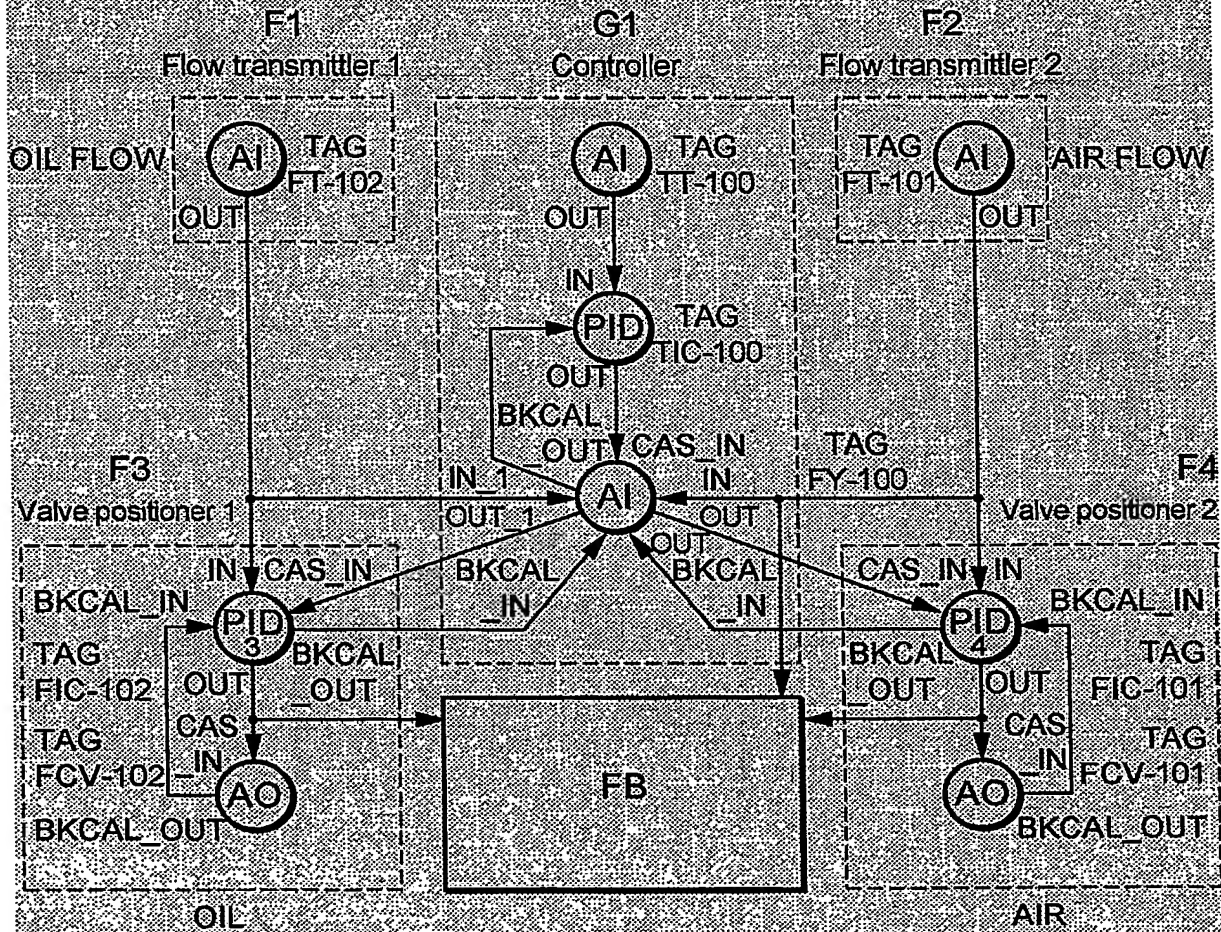 F1
Flow transmittler 1
G1
Controller
F2
Flow transmittler 2
OIL FLOW
AI
TAG
FT-102
OUT
AI
TAG
TT-100
OUT
TAG
FT-101
AI
AIR FLOW
OUT
IN
PID
TAG
TIC-100
OUT
BKCAL
_OUT
CAS_IN
TAG
FY-100
F3
Valve positioner 1
IN_1
OUT_1
AI
IN
OUT
OUT
F4
Valve positioner 2
IN
CAS_IN
BKCAL
_IN
BKCAL
_IN
CAS_IN
IN
BKCAL_IN
PID
3
BKCAL
_OUT
TAG
FIC-102
OUT
CAS
_IN
TAG
FCV-102
AO
BKCAL_OUT
OIL
FB
PID
4
BKCAL_IN
BKCAL
_OUT
OUT
TAG
FIC-101
CAS
_IN
TAG
FCV-101
AO
BKCAL_OUT
AIR